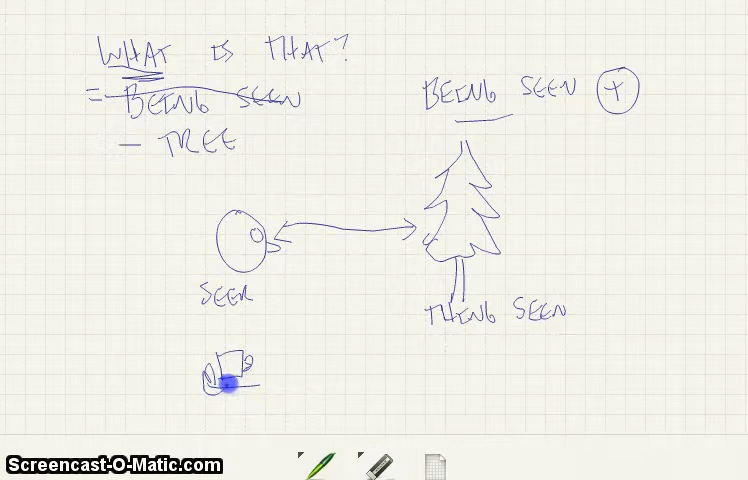 WHAT IS THAT?
= BEING SEEN
- TREE
BEING SEEN +
SEER
THING SEEN
Screencast-O-Matic.com